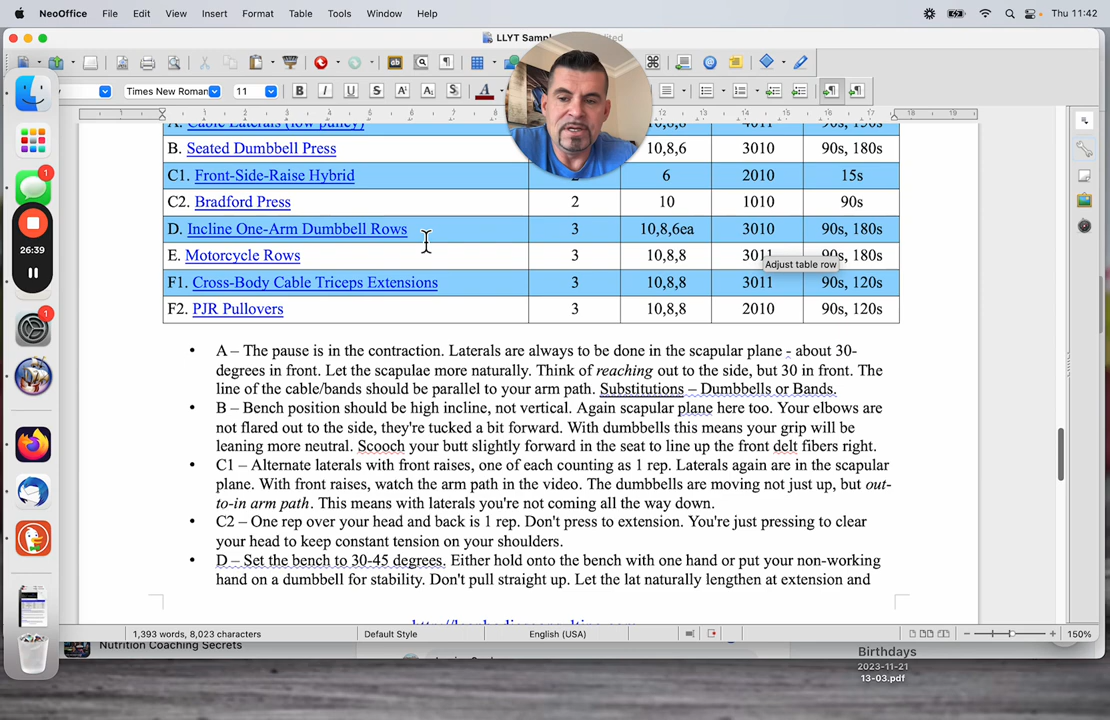 NeoOffice File Edit View Insert Format Table Tools Window Help Thu 11:42
LLYT Samp
Times New Roman 11
A. Cable Laterals (low pulley) 10,8,8 4011 90s, 150s
B. Seated Dumbbell Press 10,8,6 3010 90s, 180s
C1. Front-Side-Raise Hybrid 2 6 2010 15s
C2. Bradford Press 2 10 1010 90s
D. Incline One-Arm Dumbbell Rows 3 10,8,6ea 3010 90s, 180s
E. Motorcycle Rows 3 10,8,8 3011 90s, 180s
Adjust table row
F1. Cross-Body Cable Triceps Extensions 3 10,8,8 3011 90s, 120s
F2. PJR Pullovers 3 10,8,8 2010 90s, 120s
• A – The pause is in the contraction. Laterals are always to be done in the scapular plane - about 30-
degrees in front. Let the scapulae more naturally. Think of reaching out to the side, but 30 in front. The
line of the cable/bands should be parallel to your arm path. Substitutions – Dumbbells or Bands.
• B – Bench position should be high incline, not vertical. Again scapular plane here too. Your elbows are
not flared out to the side, they're tucked a bit forward. With dumbbells this means your grip will be
leaning more neutral. Scooch your butt slightly forward in the seat to line up the front delt fibers right.
• C1 – Alternate laterals with front raises, one of each counting as 1 rep. Laterals again are in the scapular
plane. With front raises, watch the arm path in the video. The dumbbells are moving not just up, but out-
to-in arm path. This means with laterals you're not coming all the way down.
• C2 – One rep over your head and back is 1 rep. Don't press to extension. You're just pressing to clear
your head to keep constant tension on your shoulders.
• D – Set the bench to 30-45 degrees. Either hold onto the bench with one hand or put your non-working
hand on a dumbbell for stability. Don't pull straight up. Let the lat naturally lengthen at extension and
1,393 words, 8,023 characters Default Style English (USA) 150%
26:39
Nutrition Coaching Secrets
Birthdays
2023-11-21
13-03.pdf